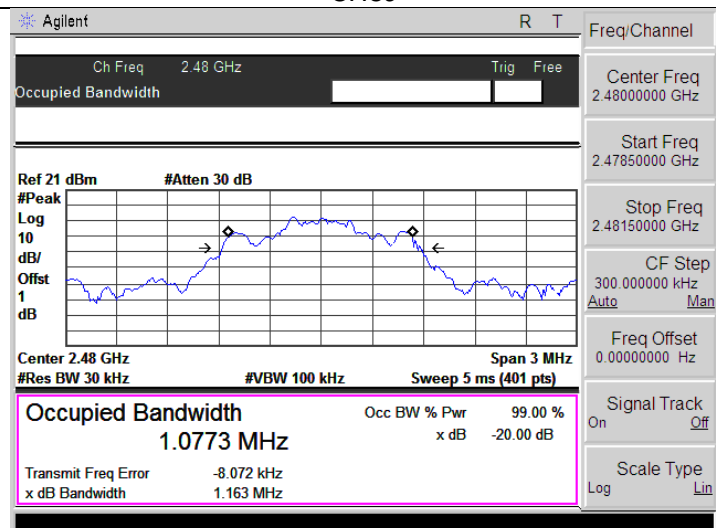 Agilent R T
Freq/Channel
Ch Freq 2.48 GHz Trig Free
Occupied Bandwidth
Center Freq
2.48000000 GHz
Start Freq
2.47850000 GHz
Stop Freq
2.48150000 GHz
CF Step
300.000000 kHz
Auto Man
Freq Offset
0.00000000 Hz
Signal Track
On Off
Scale Type
Log Lin
Ref 21 dBm #Atten 30 dB
#Peak
Log
10
dB/
Offst
1
dB
Center 2.48 GHz Span 3 MHz
#Res BW 30 kHz #VBW 100 kHz Sweep 5 ms (401 pts)
Occupied Bandwidth Occ BW % Pwr 99.00 %
1.0773 MHz x dB -20.00 dB
Transmit Freq Error -8.072 kHz
x dB Bandwidth 1.163 MHz